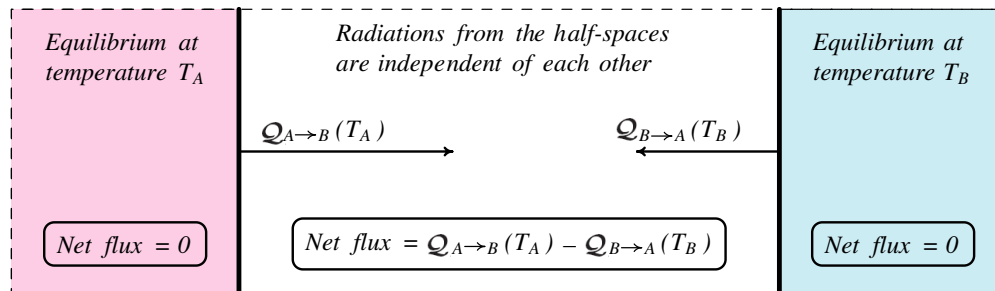 Equilibrium at
temperature T_A
Radiations from the half-spaces
are independent of each other
Equilibrium at
temperature T_B
𝒬_{A→B}(T_A)
𝒬_{B→A}(T_B)
Net flux = 0
Net flux = 𝒬_{A→B}(T_A) − 𝒬_{B→A}(T_B)
Net flux = 0